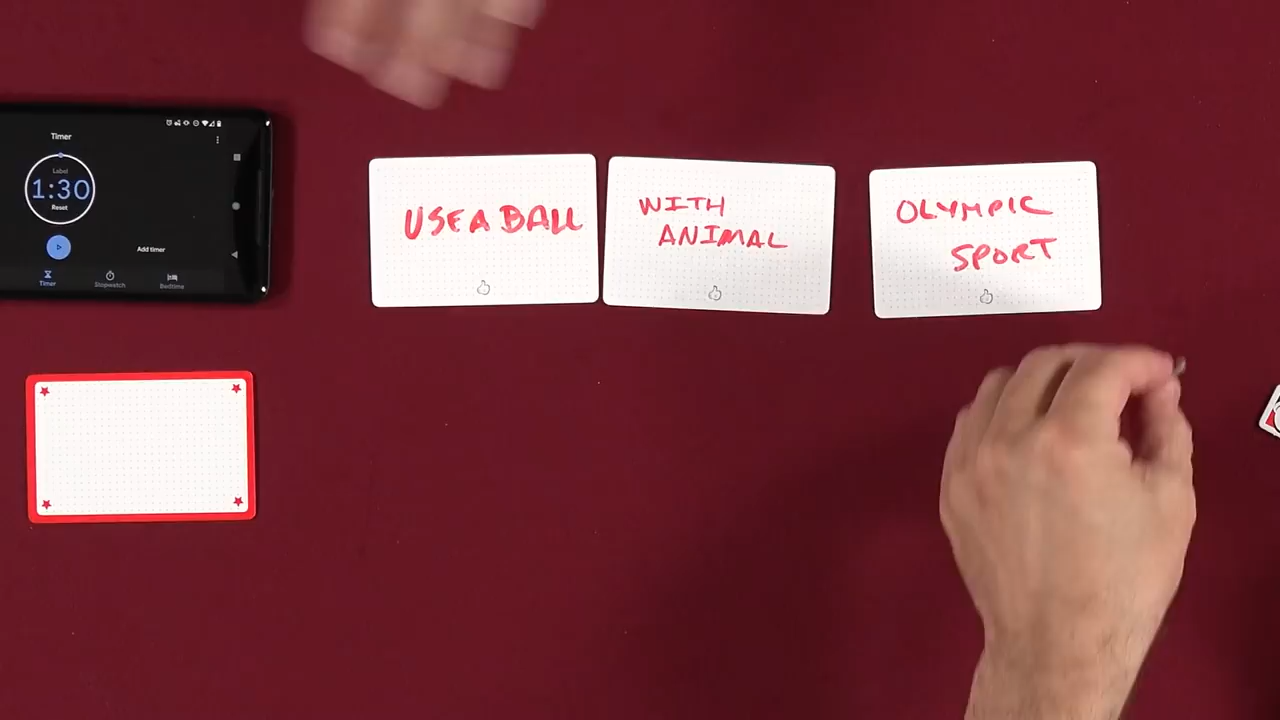 Timer
Label
1:30
Reset
Add timer
Timer
Stopwatch
Bedtime
USE A BALL
WITH
ANIMAL
OLYMPIC
SPORT